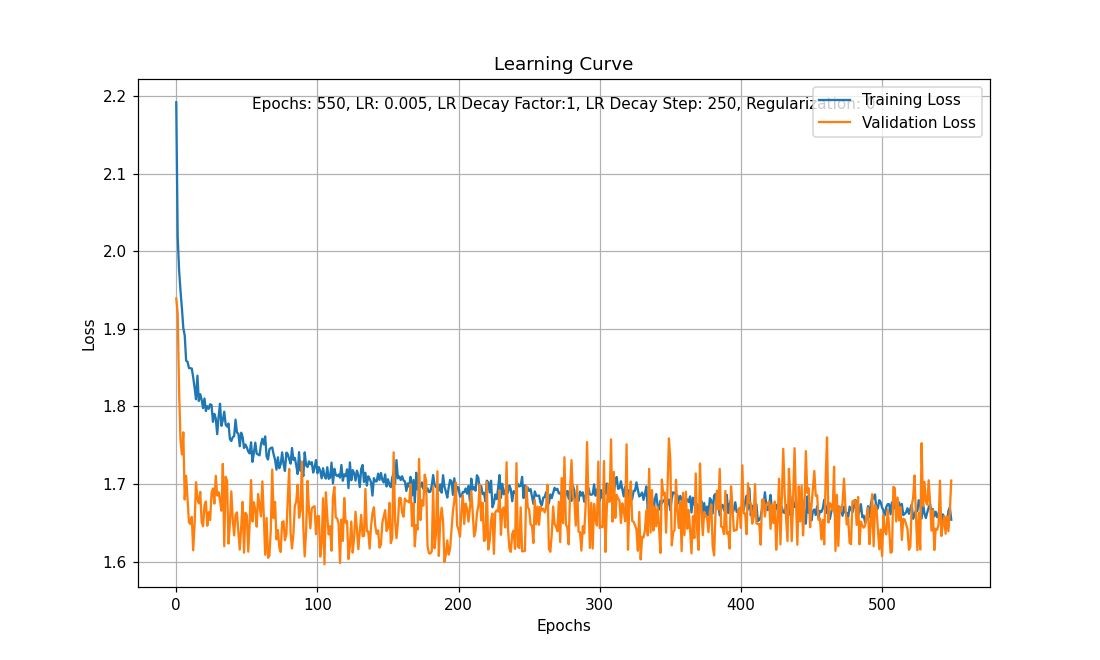 Learning Curve
Epochs: 550, LR: 0.005, LR Decay Factor:1, LR Decay Step: 250, Regularization: 0
Training Loss
Validation Loss
2.2
2.1
2.0
1.9
1.8
1.7
1.6
Loss
0 100 200 300 400 500
Epochs